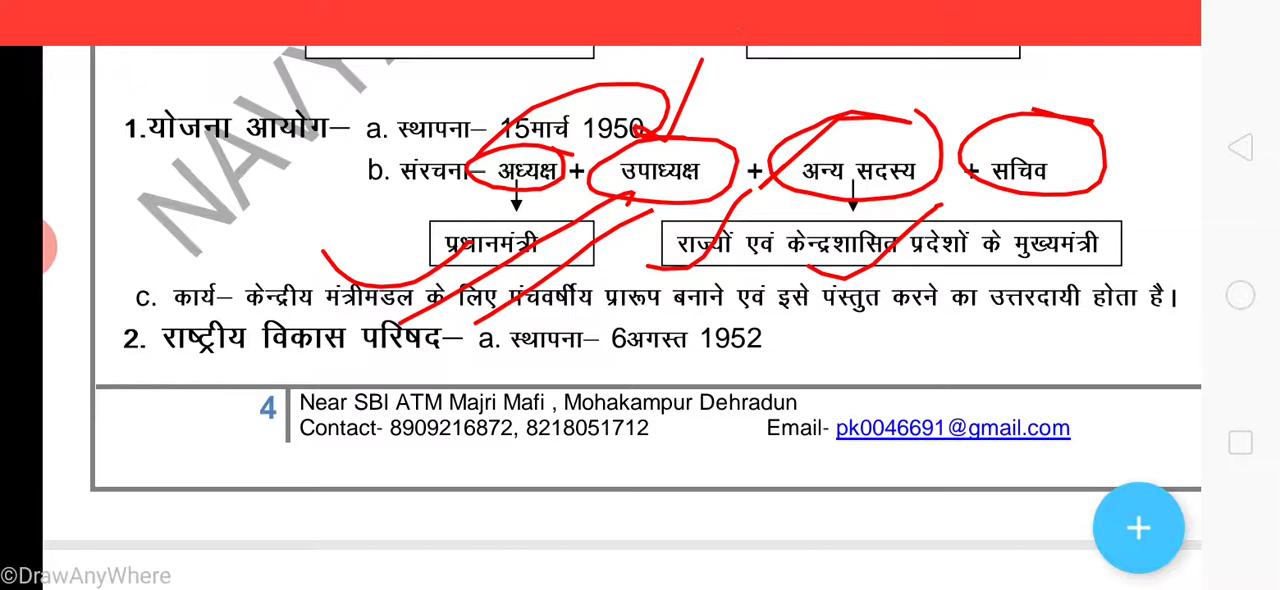 NAVY
1.योजना आयोग– a. स्थापना– 15मार्च 1950
b. संरचना– अध्यक्ष + उपाध्यक्ष + अन्य सदस्य + सचिव
प्रधानमंत्री राज्यों एवं केन्द्रशासित प्रदेशों के मुख्यमंत्री
c. कार्य– केन्द्रीय मंत्रीमडल के लिए पंचवर्षीय प्रारूप बनाने एवं इसे पंस्तुत करने का उत्तरदायी होता है।
2. राष्ट्रीय विकास परिषद– a. स्थापना– 6अगस्त 1952
4 Near SBI ATM Majri Mafi , Mohakampur Dehradun
Contact- 8909216872, 8218051712 Email- pk0046691@gmail.com
©DrawAnyWhere